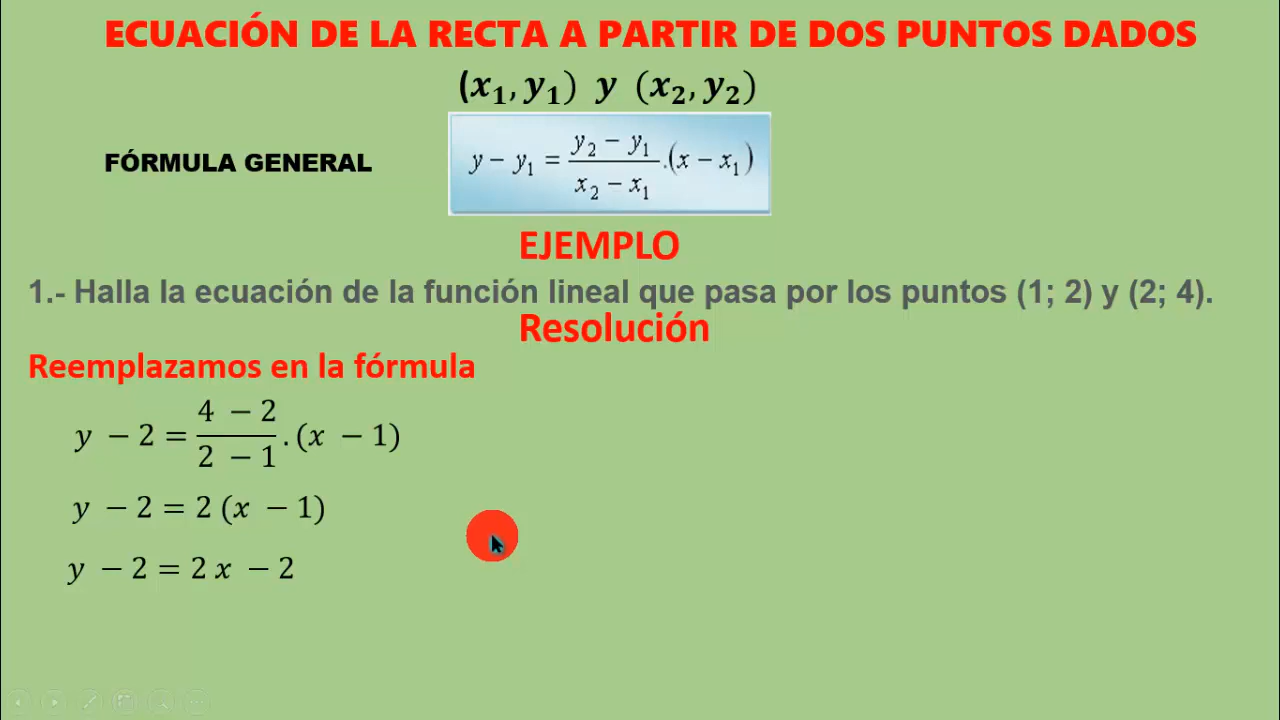 ECUACIÓN DE LA RECTA A PARTIR DE DOS PUNTOS DADOS
(x₁, y₁) y (x₂, y₂)
FÓRMULA GENERAL
y − y₁ = (y₂ − y₁)/(x₂ − x₁) .(x − x₁)
EJEMPLO
1.- Halla la ecuación de la función lineal que pasa por los puntos (1; 2) y (2; 4).
Resolución
Reemplazamos en la fórmula
y − 2 = (4 − 2)/(2 − 1) . (x − 1)
y − 2 = 2 (x − 1)
y − 2 = 2 x − 2